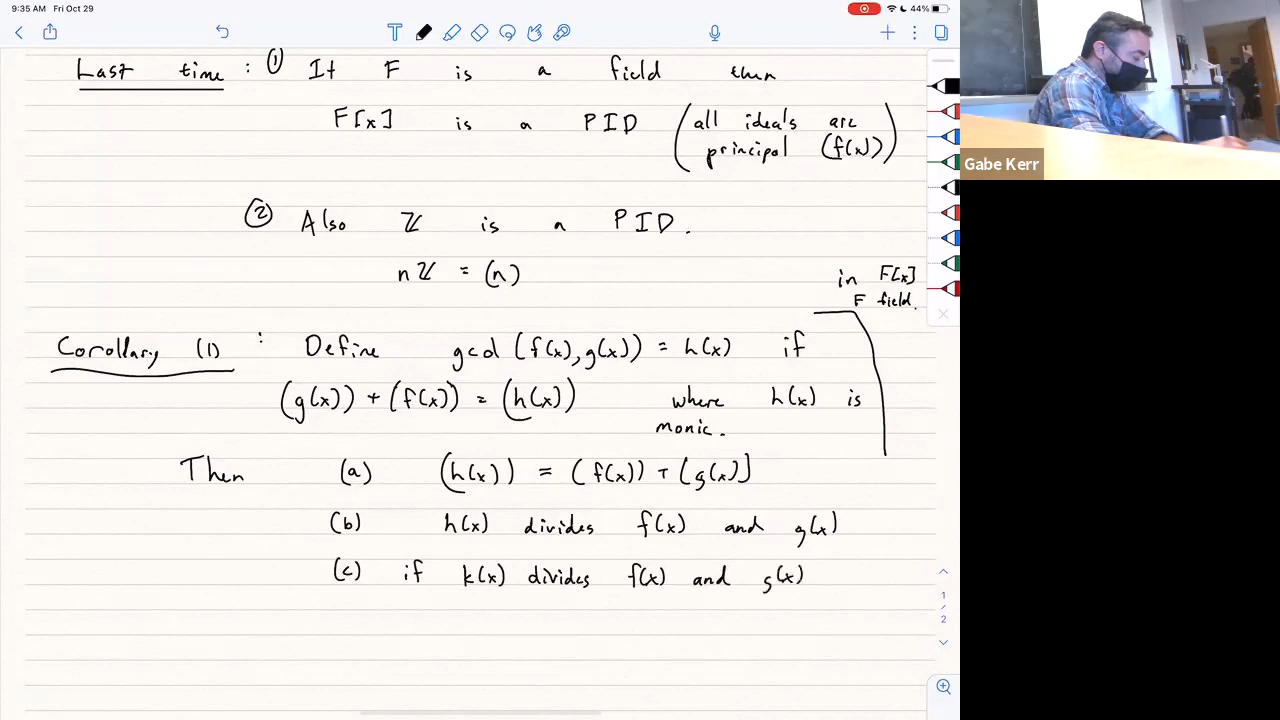 9:35 AM Fri Oct 29
44%
Last time : ① If F is a field then
F[x] is a PID (all ideals are
principal (f(x)))
② Also ℤ is a PID.
nℤ = (n)
in F[x]
F field.
Corollary (1) : Define gcd (f(x), g(x)) = h(x) if
(g(x)) + (f(x)) = (h(x)) where h(x) is
monic.
Then (a) (h(x)) = (f(x)) + (g(x)]
(b) h(x) divides f(x) and g(x)
(c) if k(x) divides f(x) and g(x)
1
/
2
Gabe Kerr